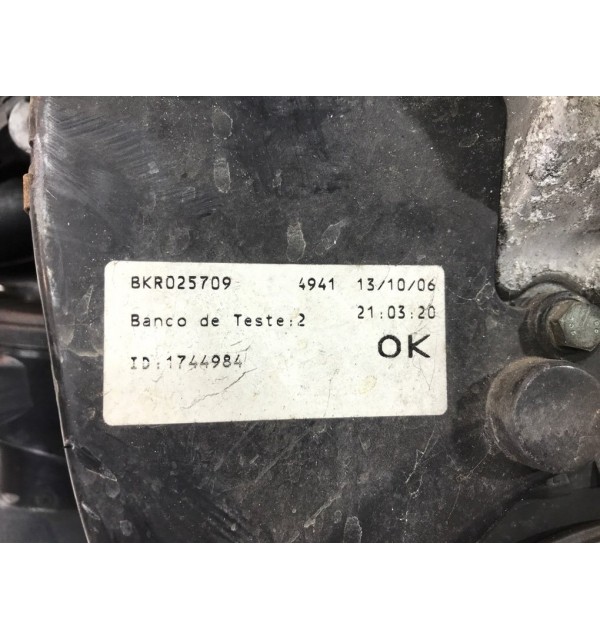 BKR025709 4941 13/10/06
Banco de Teste:2 21:03:20
ID:1744984 OK